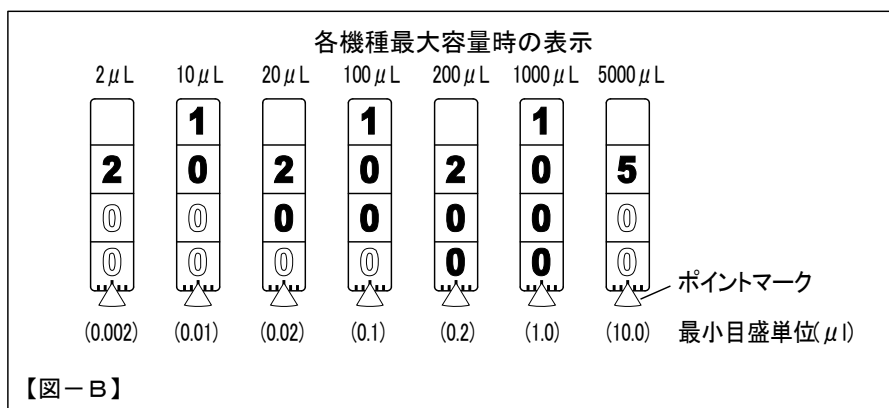 各機種最大容量時の表示
2μL 10μL 20μL 100μL 200μL 1000μL 5000μL
1 1 1
2 0 2 0 2 0 5
0 0 0 0 0 0 0
0 0 0 0 0 0 0
ポイントマーク
(0.002) (0.01) (0.02) (0.1) (0.2) (1.0) (10.0) 最小目盛単位(μl)
【図－B】